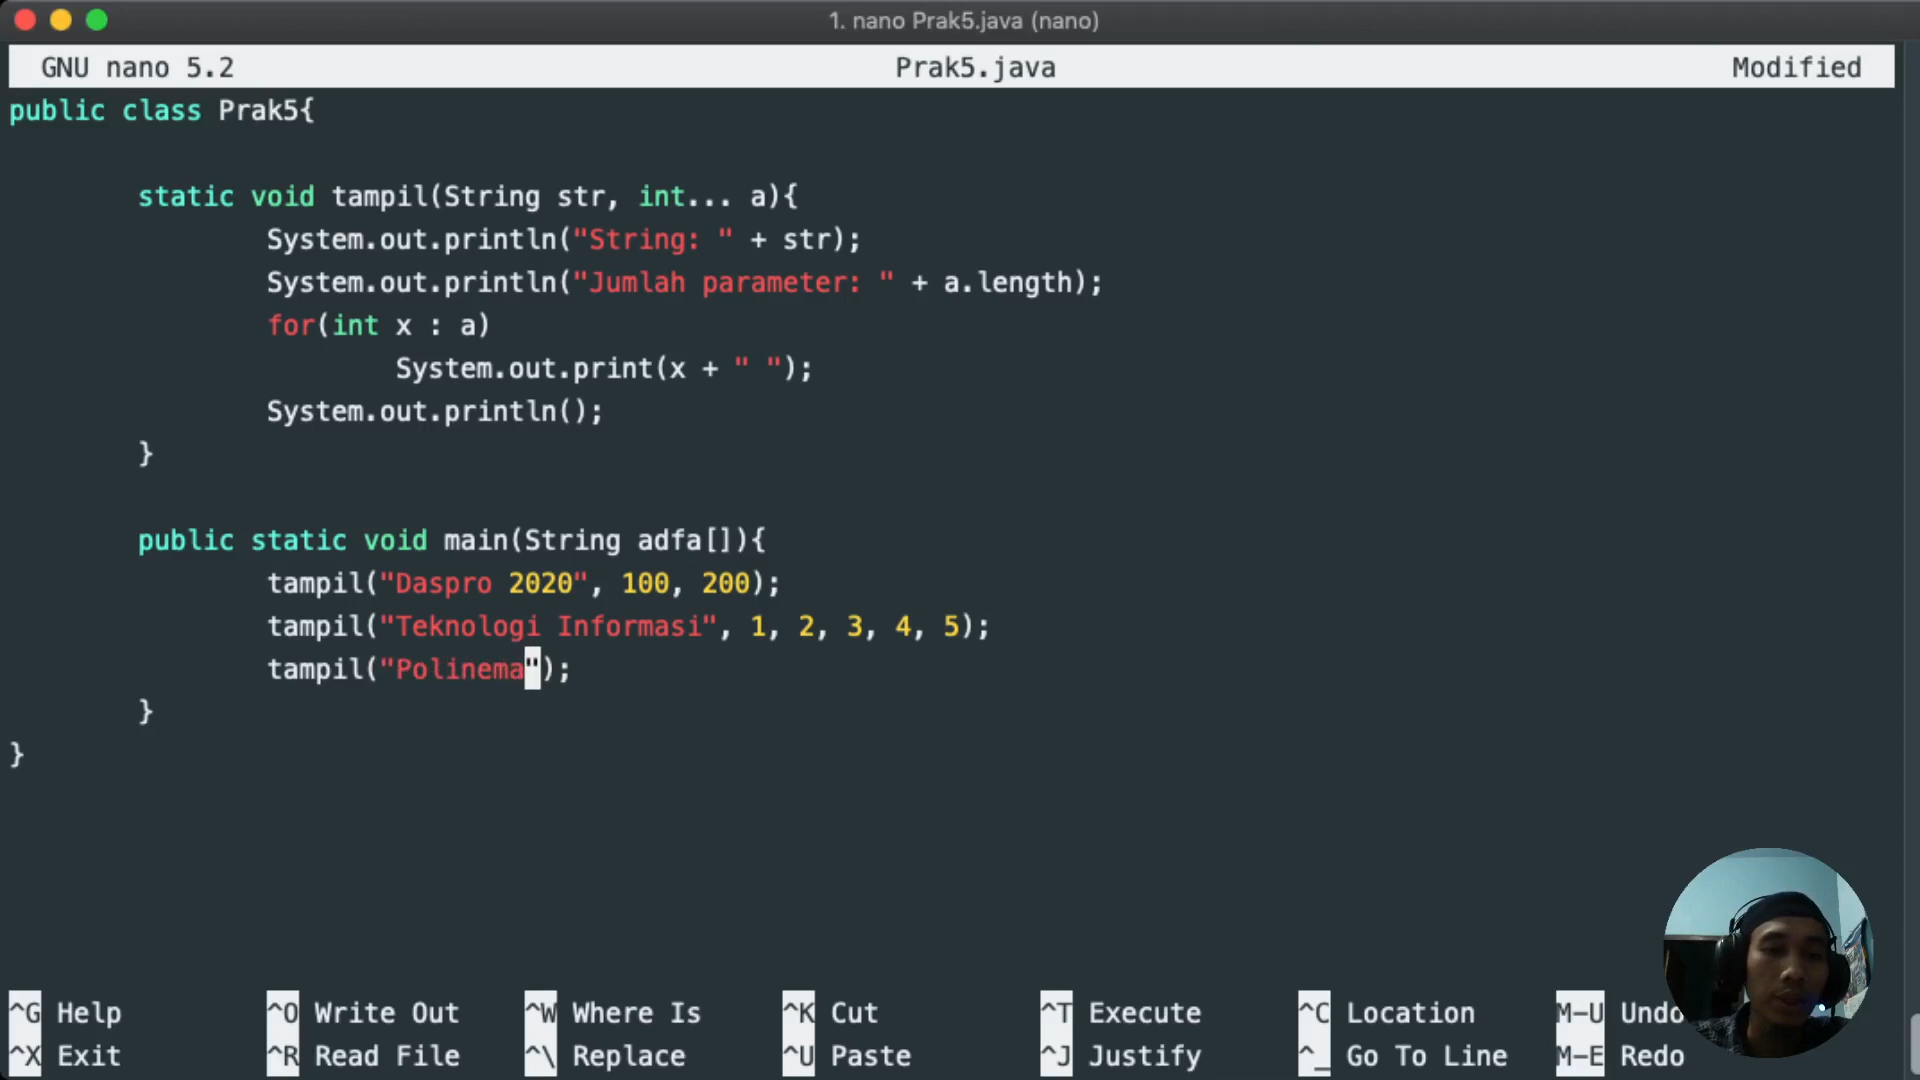 1. nano Prak5.java (nano)
GNU nano 5.2 Prak5.java Modified
public class Prak5{
static void tampil(String str, int... a){
System.out.println("String: " + str);
System.out.println("Jumlah parameter: " + a.length);
for(int x : a)
System.out.print(x + " ");
System.out.println();
}
public static void main(String adfa[]){
tampil("Daspro 2020", 100, 200);
tampil("Teknologi Informasi", 1, 2, 3, 4, 5);
tampil("Polinema");
}
}
^G Help ^O Write Out ^W Where Is ^K Cut ^T Execute ^C Location M-U Undo
^X Exit ^R Read File ^\ Replace ^U Paste ^J Justify ^_ Go To Line M-E Redo